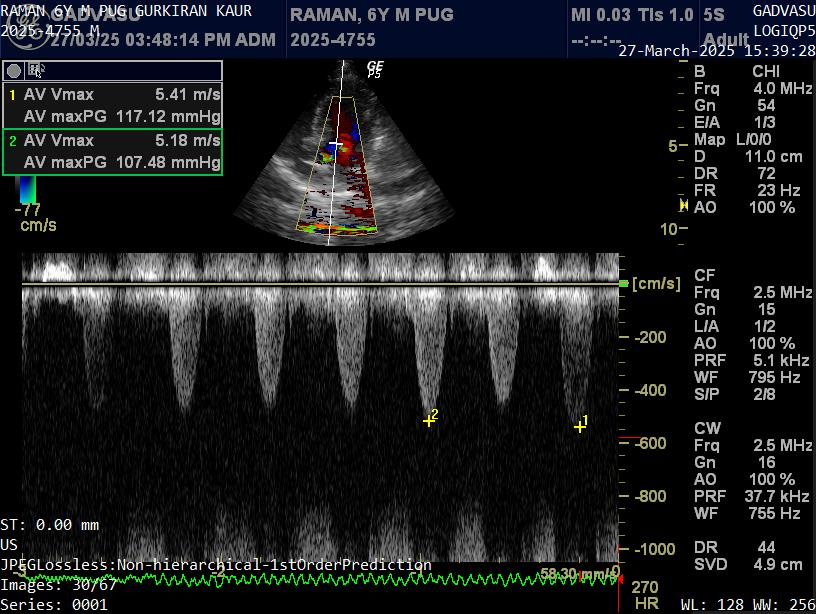 RAMAN 6Y M PUG GURKIRAN KAUR
2025-4755 M
GADVASU
27/03/25 03:48:14 PM ADM
RAMAN, 6Y M PUG
2025-4755
MI 0.03 TIs 1.0
--:--:--
5S
Adult
GADVASU
LOGIQP5
27-March-2025 15:39:28
1 AV Vmax 5.41 m/s
AV maxPG 117.12 mmHg
2 AV Vmax 5.18 m/s
AV maxPG 107.48 mmHg
-77
cm/s
GE
P5
5
10
B CHI
Frq 4.0 MHz
Gn 54
E/A 1/3
Map L/0/0
D 11.0 cm
DR 72
FR 23 Hz
AO 100 %
CF
Frq 2.5 MHz
Gn 15
L/A 1/2
AO 100 %
PRF 5.1 kHz
WF 795 Hz
S/P 2/8
CW
Frq 2.5 MHz
Gn 16
AO 100 %
PRF 37.7 kHz
WF 755 Hz
DR 44
SVD 4.9 cm
[cm/s]
-200
-400
-600
-800
-1000
2
1
ST: 0.00 mm
US
JPEGLossless:Non-hierarchical-1stOrderPrediction
Images: 30/67
Series: 0001
-2
-1
58.30 mm/s
0
270
HR
WL: 128 WW: 256